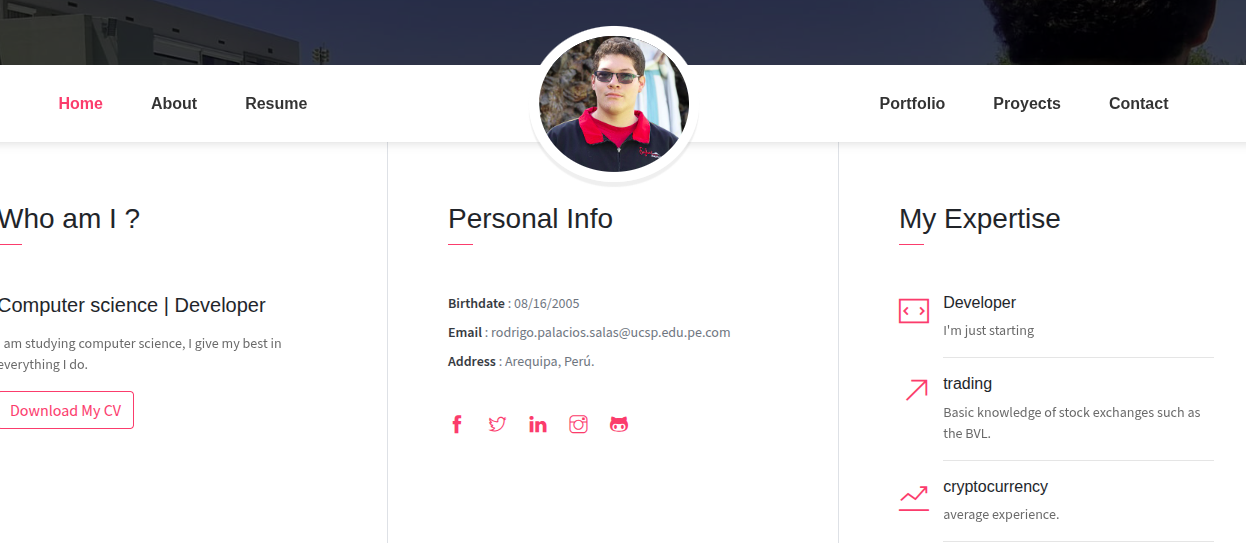 Home About Resume Portfolio Proyects Contact
Who am I ?
Computer science | Developer
am studying computer science, I give my best in
everything I do.
Download My CV
Personal Info
Birthdate : 08/16/2005
Email : rodrigo.palacios.salas@ucsp.edu.pe.com
Address : Arequipa, Perú.
My Expertise
Developer
I'm just starting
trading
Basic knowledge of stock exchanges such as
the BVL.
cryptocurrency
average experience.